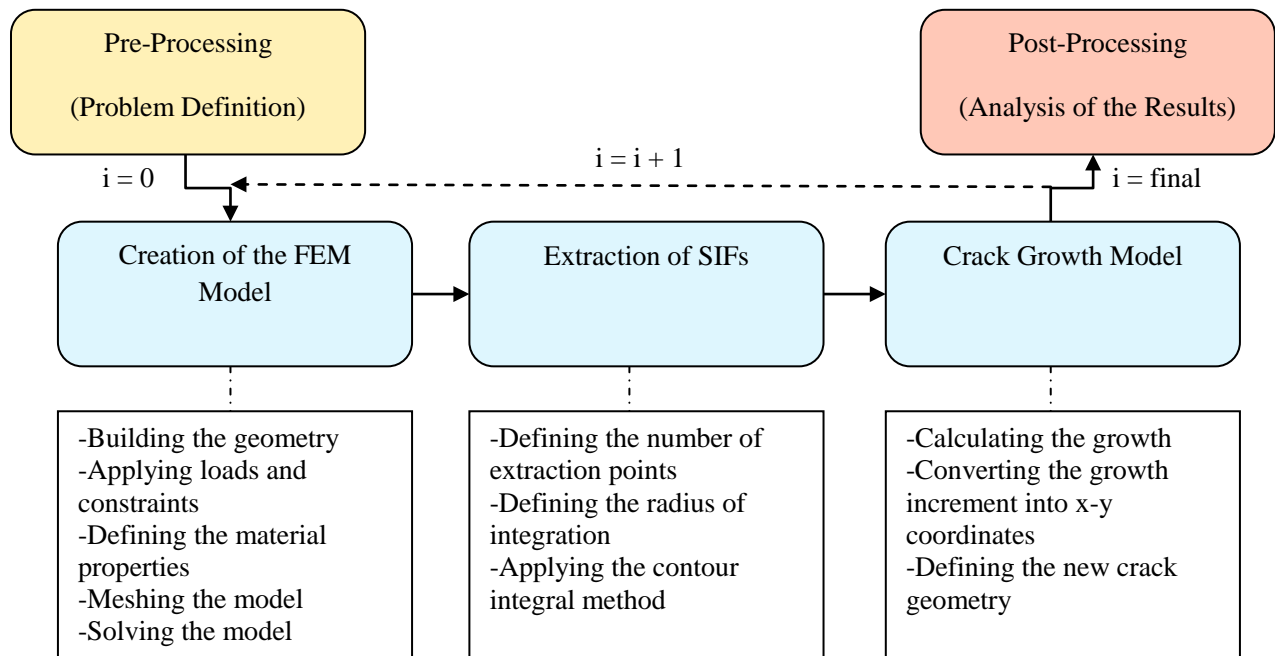 Pre-Processing
(Problem Definition)
Post-Processing
(Analysis of the Results)
i = 0
i = i + 1
i = final
Creation of the FEM
Model
Extraction of SIFs
Crack Growth Model
-Building the geometry
-Applying loads and
constraints
-Defining the material
properties
-Meshing the model
-Solving the model
-Defining the number of
extraction points
-Defining the radius of
integration
-Applying the contour
integral method
-Calculating the growth
-Converting the growth
increment into x-y
coordinates
-Defining the new crack
geometry